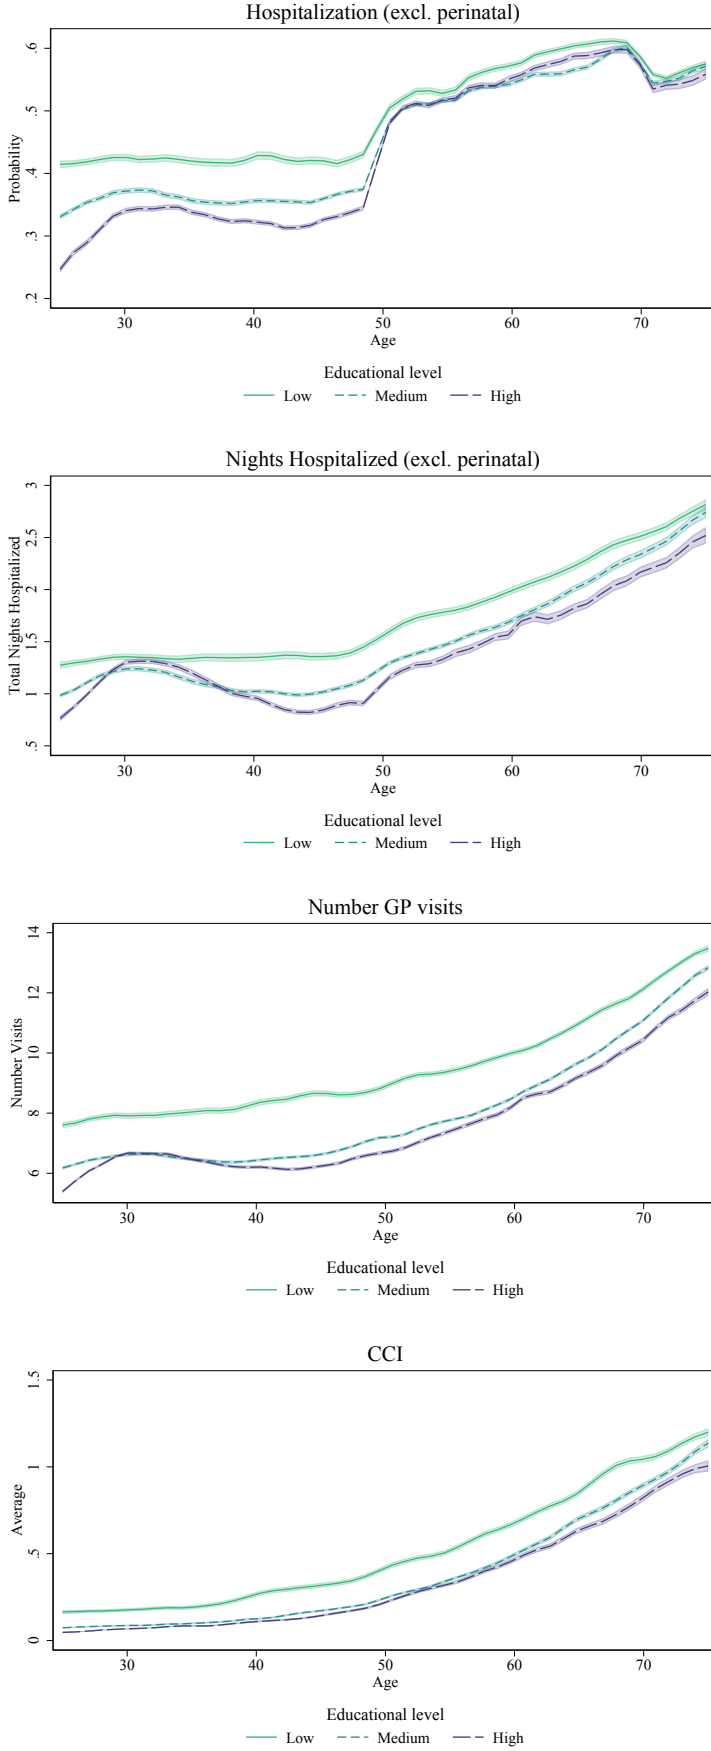 Hospitalization (excl. perinatal)
Probability
.6
.5
.4
.3
.2
30 40 50 60 70
Age
Educational level
Low Medium High
Nights Hospitalized (excl. perinatal)
Total Nights Hospitalized
3
2.5
2
1.5
1
.5
30 40 50 60 70
Age
Educational level
Low Medium High
Number GP visits
Number Visits
14
12
10
8
6
30 40 50 60 70
Age
Educational level
Low Medium High
CCI
Average
1.5
1
.5
0
30 40 50 60 70
Age
Educational level
Low Medium High